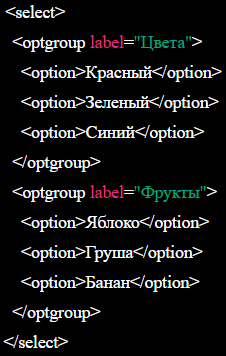 <select>
<optgroup label="Цвета">
<option>Красный</option>
<option>Зеленый</option>
<option>Синий</option>
</optgroup>
<optgroup label="Фрукты">
<option>Яблоко</option>
<option>Груша</option>
<option>Банан</option>
</optgroup>
</select>